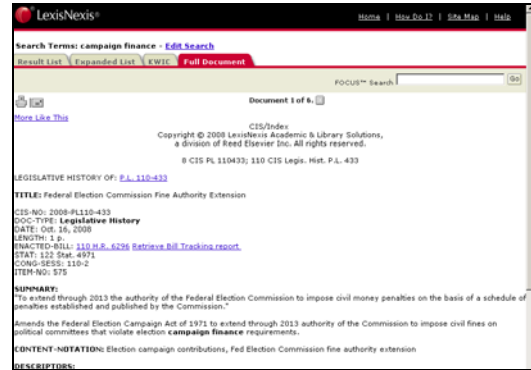 LexisNexis®
Home | How Do I? | Site Map | Help
Search Terms: campaign finance - Edit Search
Result List Expanded List KWIC Full Document
FOCUS™ Search Go
Document 1 of 6.
More Like This
CIS/Index
Copyright © 2008 LexisNexis Academic & Library Solutions,
a division of Reed Elsevier Inc. All rights reserved.
8 CIS PL 110433; 110 CIS Legis. Hist. P.L. 433
LEGISLATIVE HISTORY OF: P.L. 110-433
TITLE: Federal Election Commission Fine Authority Extension
CIS-NO: 2008-PL110-433
DOC-TYPE: Legislative History
DATE: Oct. 16, 2008
LENGTH: 1 p.
ENACTED-BILL: 110 H.R. 6296 Retrieve Bill Tracking report
STAT: 122 Stat. 4971
CONG-SESS: 110-2
ITEM-NO: 575
SUMMARY:
"To extend through 2013 the authority of the Federal Election Commission to impose civil money penalties on the basis of a schedule of
penalties established and published by the Commission."
Amends the Federal Election Campaign Act of 1971 to extend through 2013 authority of the Commission to impose civil fines on
political committees that violate election campaign finance requirements.
CONTENT-NOTATION: Election campaign contributions, Fed Election Commission fine authority extension
DESCRIPTORS: